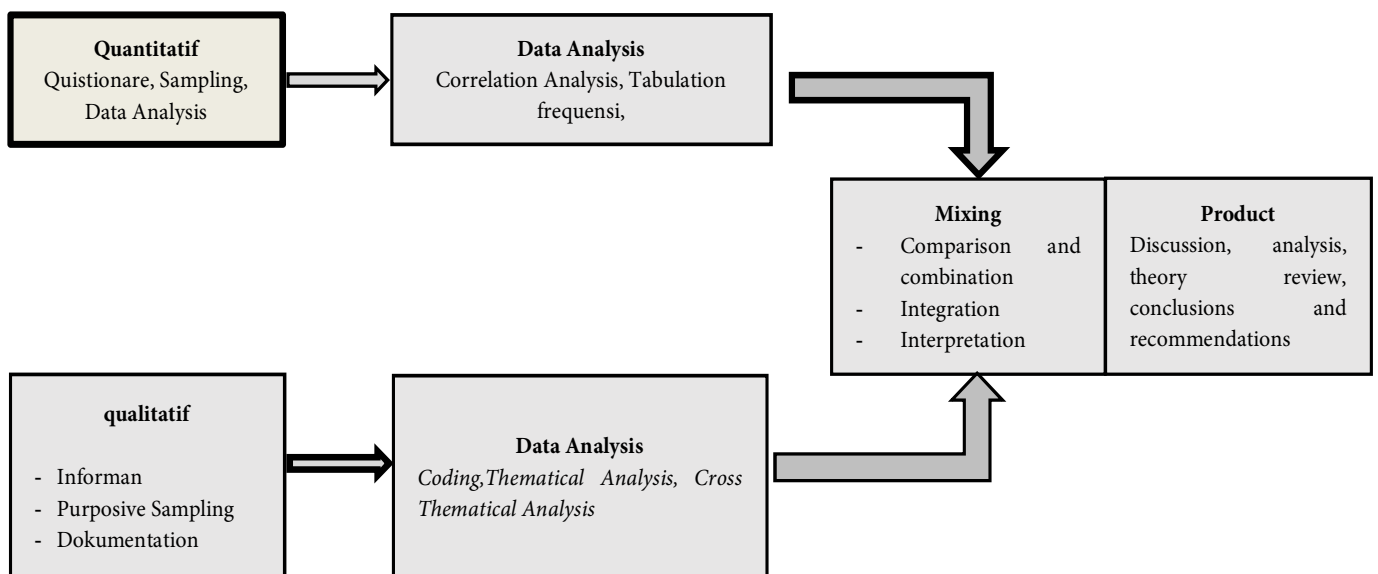 Quantitatif
Quistionare, Sampling,
Data Analysis
Data Analysis
Correlation Analysis, Tabulation
frequensi,
Mixing
- Comparison and
combination
- Integration
- Interpretation
Product
Discussion, analysis,
theory review,
conclusions and
recommendations
qualitatif
- Informan
- Purposive Sampling
- Dokumentation
Data Analysis
Coding,Thematical Analysis, Cross
Thematical Analysis